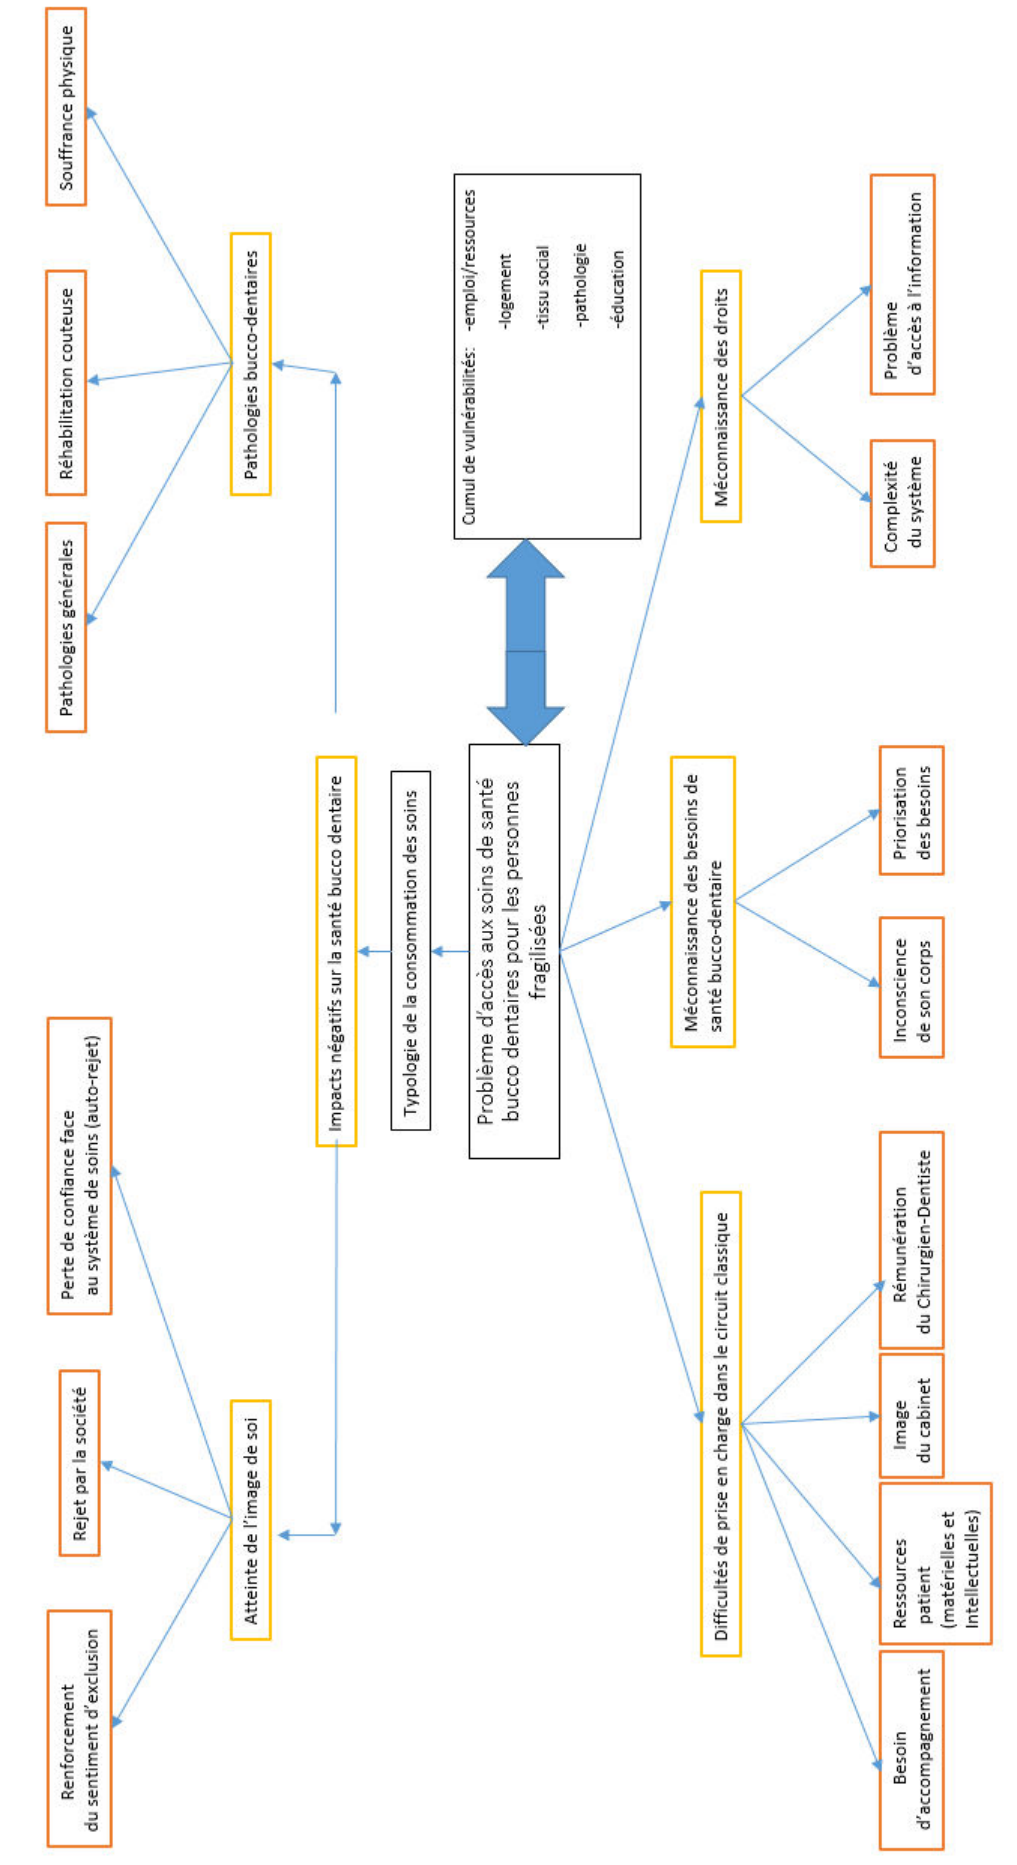 Renforcement
du sentiment d'exclusion
Rejet par la société
Perte de confiance face
au système de soins (auto-rejet)
Pathologies générales
Réhabilitation couteuse
Souffrance physique
Atteinte de l'image de soi
Pathologies bucco-dentaires
Impacts négatifs sur la santé bucco dentaire
Typologie de la consommation des soins
Problème d'accès aux soins de santé
bucco dentaires pour les personnes
fragilisées
Cumul de vulnérabilités: -emploi/ressources
-logement
-tissu social
-pathologie
-éducation
Difficultés de prise en charge dans le circuit classique
Méconnaissance des besoins de
santé bucco-dentaire
Méconnaissance des droits
Besoin
d'accompagnement
Ressources
patient
(matérielles et
Intellectuelles)
Image
du cabinet
Rémunération
du Chirurgien-Dentiste
Inconscience
de son corps
Priorisation
des besoins
Complexité
du système
Problème
d'accès à l'information